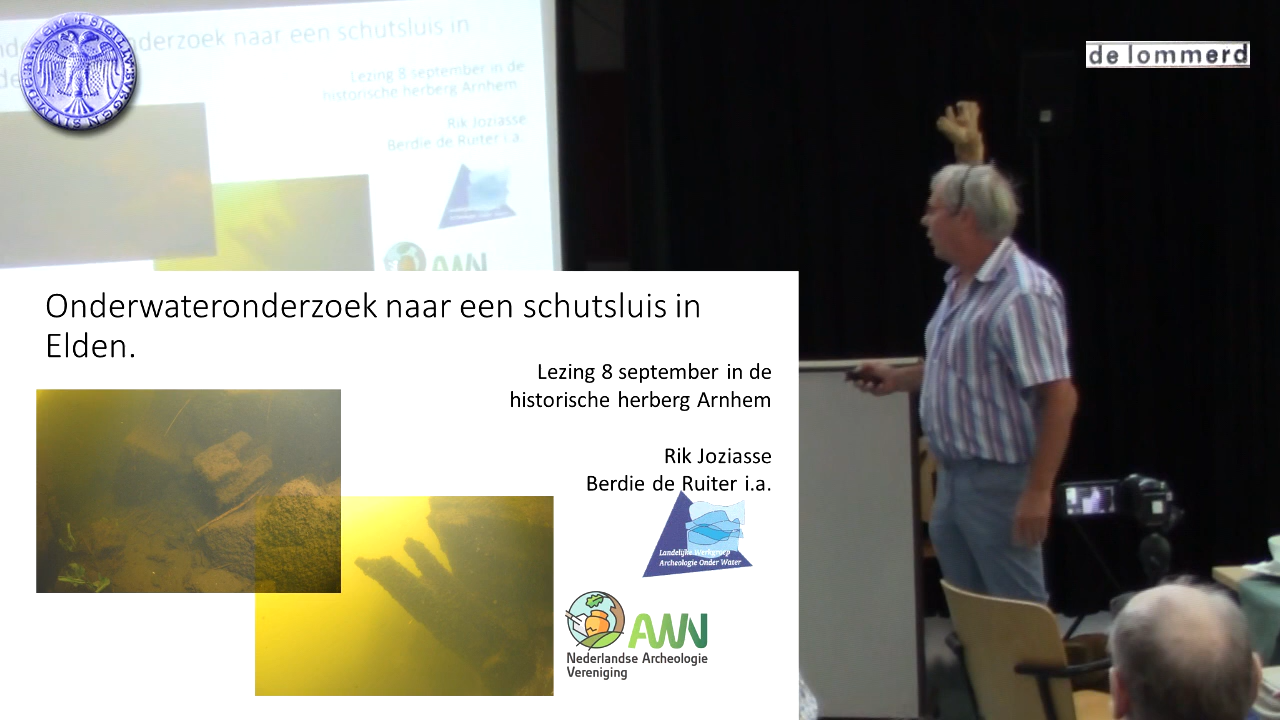 de lommerd
nderzoek naar een schutsluis in
Lezing 8 september in de
historische herberg Arnhem
Rik Joziasse
Berdie de Ruiter i.a.
AWN
Onderwateronderzoek naar een schutsluis in
Elden.
Lezing 8 september in de
historische herberg Arnhem
Rik Joziasse
Berdie de Ruiter i.a.
Landelijke Werkgroep
Archeologie Onder Water
AWN
Nederlandse Archeologie
Vereniging